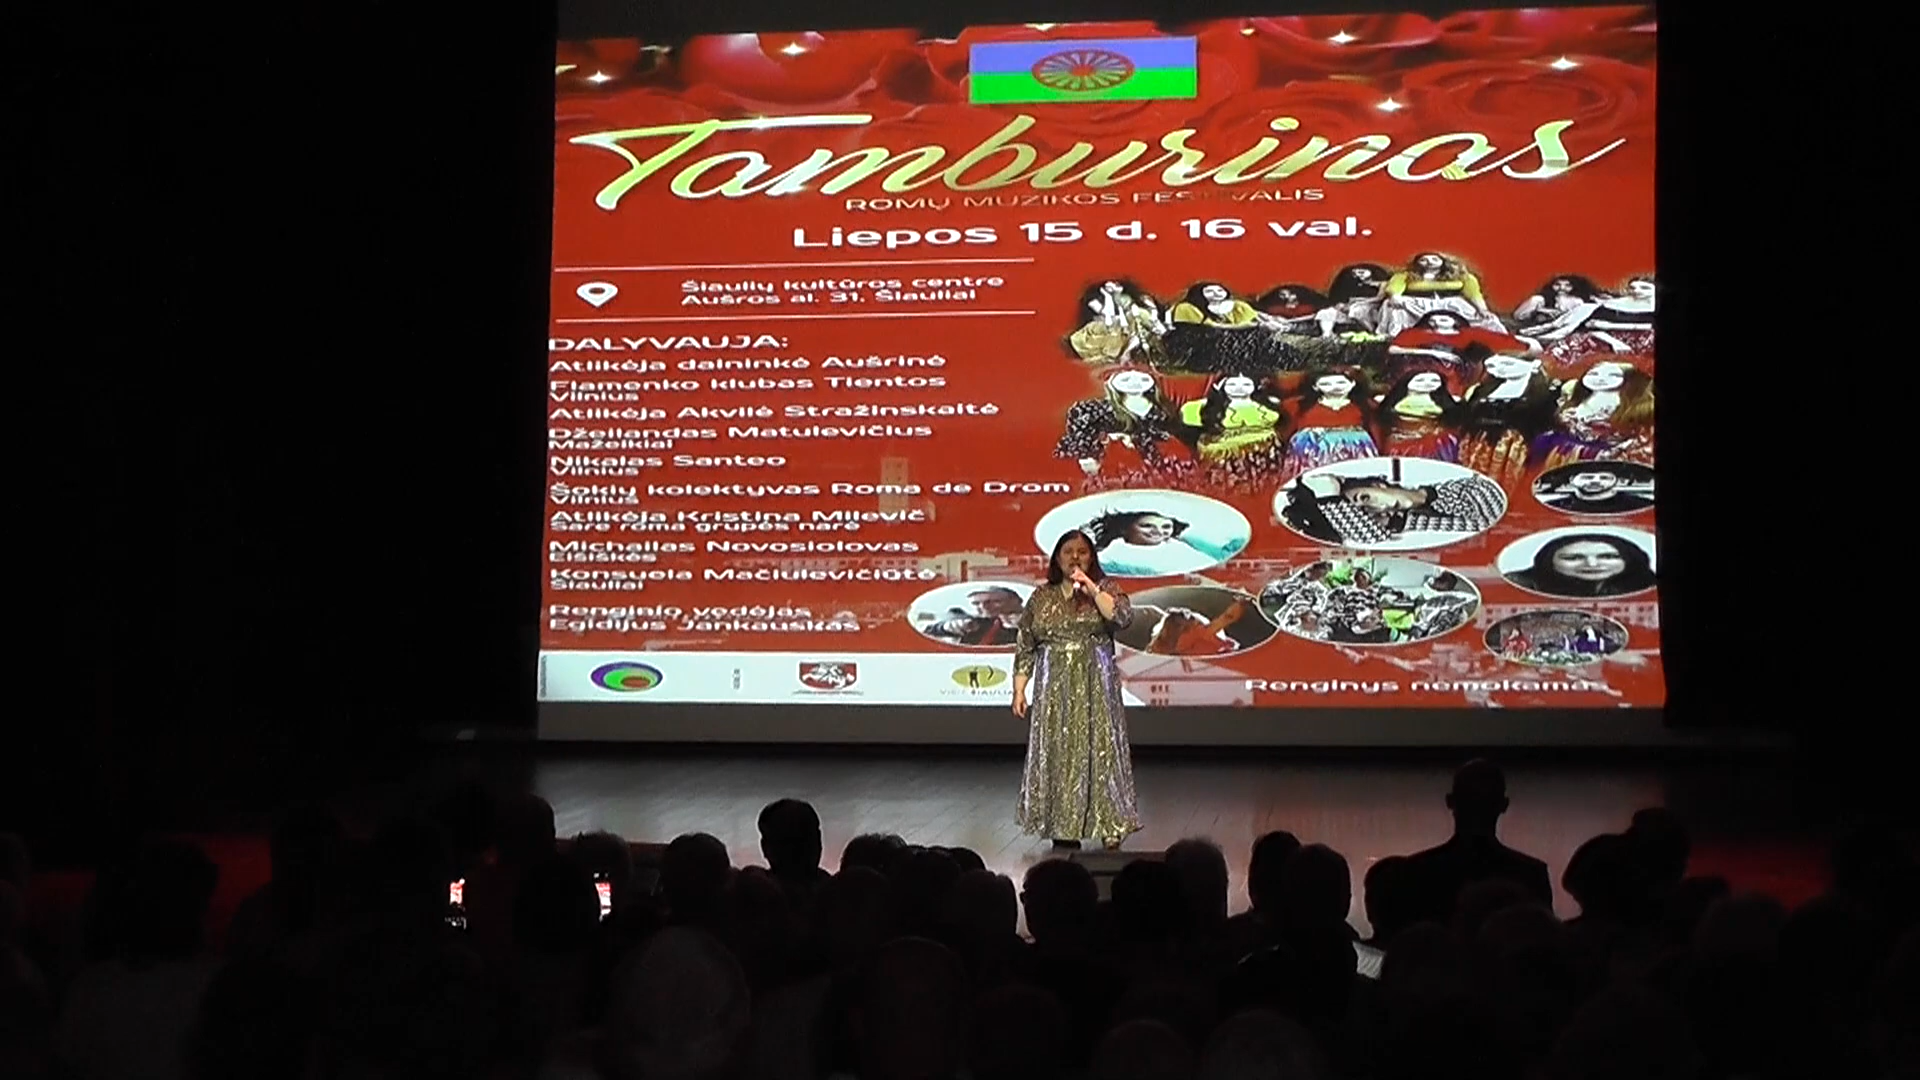 Tamburinas
ROMŲ MUZIKOS FESTIVALIS
Liepos 15 d. 16 val.
Šiaulių kultūros centre
Aušros al. 31. Šiauliai
DALYVAUJA:
Atlikėja dainininkė Aušrinė
Flamenko klubas Tientos
Vilnius
Atlikėja Akvilė Stražinskaitė
Džeilandas Matulevičius
Mažeikiai
Nikalas Santeo
Vilnius
Šokių kolektyvas Roma de Drom
Vilnius
Atlikėja Kristina Milevič
Sare roma grupės narė
Michailas Novosiolovas
Eišiškės
Konsuela Mačiulevičiūtė
Šiauliai
Renginio vedėjas
Egidijus Jankauskas
VISIT ŠIAULIAI
Renginys nemokamas